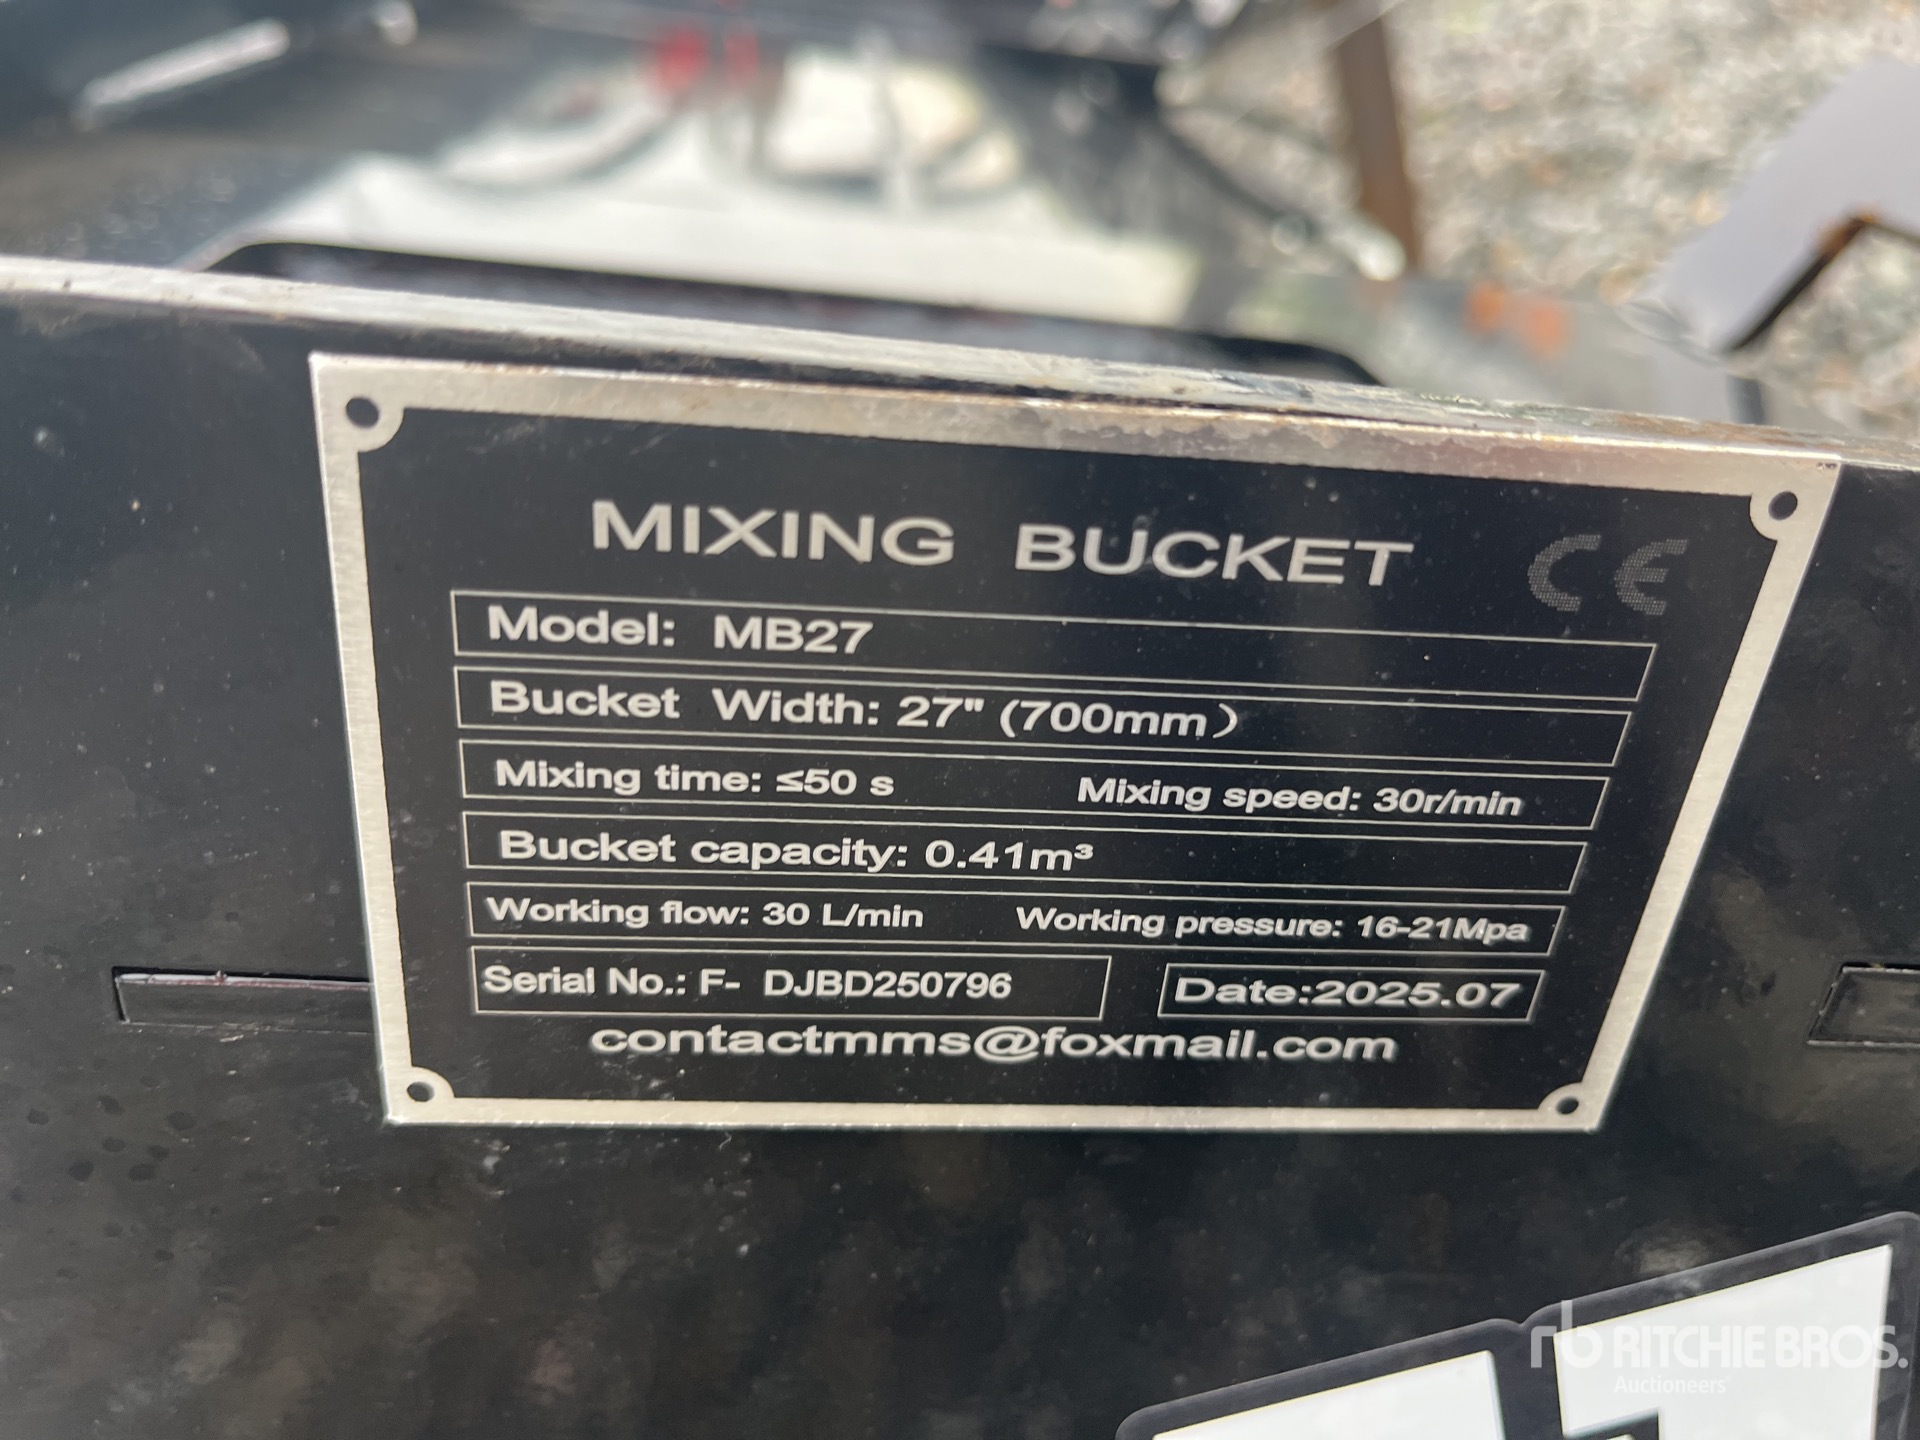 MIXING BUCKET CE
Model: MB27
Bucket Width: 27" (700mm)
Mixing time: ≤50 s Mixing speed: 30r/min
Bucket capacity: 0.41m³
Working flow: 30 L/min Working pressure: 16-21Mpa
Serial No.: F- DJBD250796 Date:2025.07
contactmms@foxmail.com
rb RITCHIE BROS.
Auctioneers